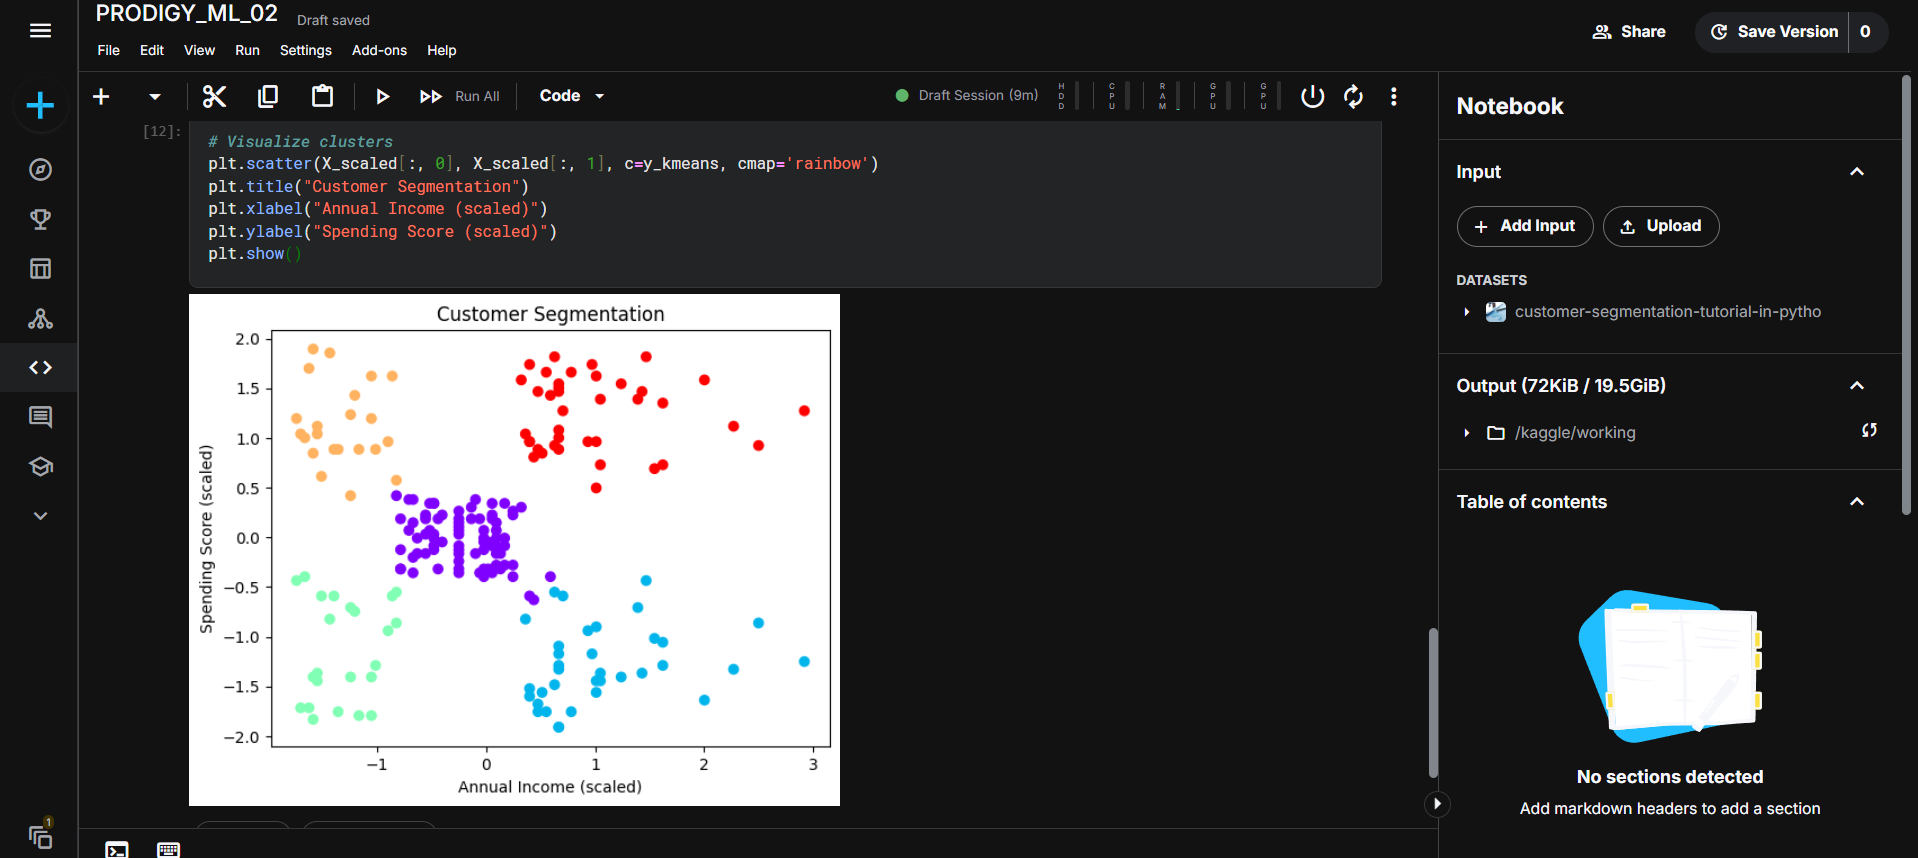 PRODIGY_ML_02 Draft saved
File Edit View Run Settings Add-ons Help
Share
Save Version 0
Run All
Code
Draft Session (9m)
HDD CPU RAM GPU GPU
[12]:
# Visualize clusters
plt.scatter(X_scaled[:, 0], X_scaled[:, 1], c=y_kmeans, cmap='rainbow')
plt.title("Customer Segmentation")
plt.xlabel("Annual Income (scaled)")
plt.ylabel("Spending Score (scaled)")
plt.show()
Customer Segmentation
Spending Score (scaled)
2.0
1.5
1.0
0.5
0.0
−0.5
−1.0
−1.5
−2.0
−1 0 1 2 3
Annual Income (scaled)
Notebook
Input
Add Input Upload
DATASETS
customer-segmentation-tutorial-in-pytho
Output (72KiB / 19.5GiB)
/kaggle/working
Table of contents
No sections detected
Add markdown headers to add a section
1